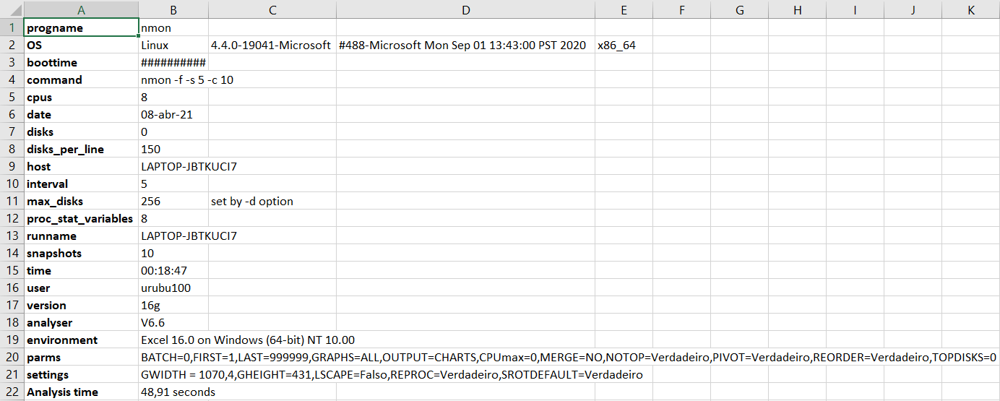 A B C D E F G H I J K
1 progname nmon
2 OS Linux 4.4.0-19041-Microsoft #488-Microsoft Mon Sep 01 13:43:00 PST 2020 x86_64
3 boottime ##########
4 command nmon -f -s 5 -c 10
5 cpus 8
6 date 08-abr-21
7 disks 0
8 disks_per_line 150
9 host LAPTOP-JBTKUCI7
10 interval 5
11 max_disks 256 set by -d option
12 proc_stat_variables 8
13 runname LAPTOP-JBTKUCI7
14 snapshots 10
15 time 00:18:47
16 user urubu100
17 version 16g
18 analyser V6.6
19 environment Excel 16.0 on Windows (64-bit) NT 10.00
20 parms BATCH=0,FIRST=1,LAST=999999,GRAPHS=ALL,OUTPUT=CHARTS,CPUmax=0,MERGE=NO,NOTOP=Verdadeiro,PIVOT=Verdadeiro,REORDER=Verdadeiro,TOPDISKS=0
21 settings GWIDTH = 1070,4,GHEIGHT=431,LSCAPE=Falso,REPROC=Verdadeiro,SROTDEFAULT=Verdadeiro
22 Analysis time 48,91 seconds